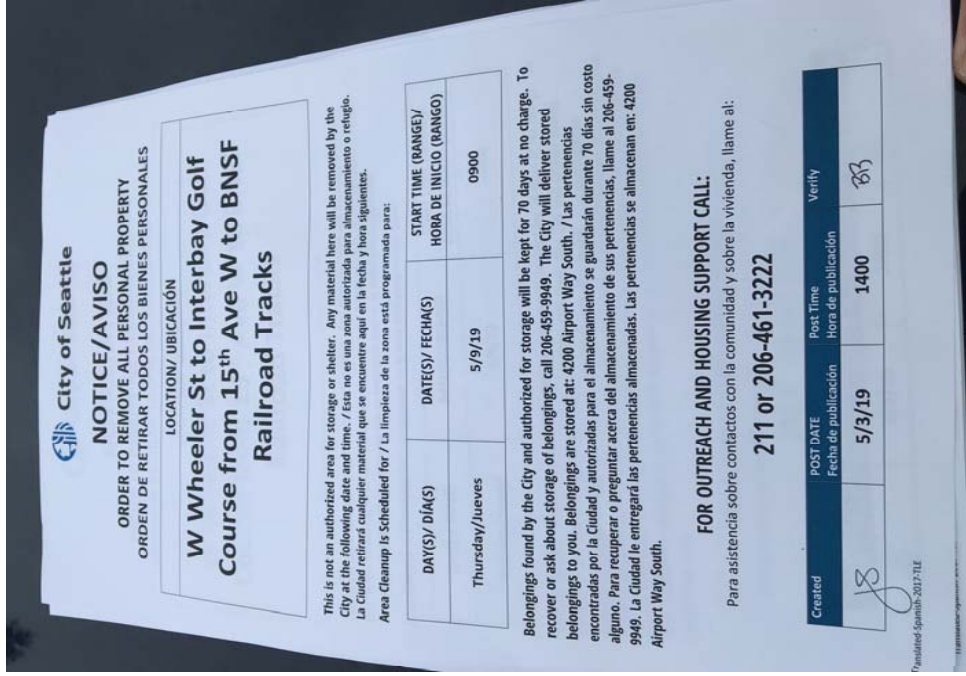 City of Seattle
NOTICE/AVISO
ORDER TO REMOVE ALL PERSONAL PROPERTY
ORDEN DE RETIRAR TODOS LOS BIENES PERSONALES
LOCATION/ UBICACIÓN
W Wheeler St to Interbay Golf
Course from 15th Ave W to BNSF
Railroad Tracks
This is not an authorized area for storage or shelter. Any material here will be removed by the
City at the following date and time. / Esta no es una zona autorizada para almacenamiento o refugio.
La Ciudad retirará cualquier material que se encuentre aquí en la fecha y hora siguientes.
Area Cleanup Is Scheduled for / La limpieza de la zona está programada para:
DAY(S)/ DÍA(S) DATE(S)/ FECHA(S) START TIME (RANGE)/
HORA DE INICIO (RANGO)
Thursday/Jueves 5/9/19 0900
Belongings found by the City and authorized for storage will be kept for 70 days at no charge. To
recover or ask about storage of belongings, call 206-459-9949. The City will deliver stored
belongings to you. Belongings are stored at: 4200 Airport Way South. / Las pertenencias
encontradas por la Ciudad y autorizadas para el almacenamiento se guardarán durante 70 días sin costo
alguno. Para recuperar o preguntar acerca del almacenamiento de sus pertenencias, llame al 206-459-
9949. La Ciudad le entregará las pertenencias almacenadas. Las pertenencias se almacenan en: 4200
Airport Way South.
FOR OUTREACH AND HOUSING SUPPORT CALL:
Para asistencia sobre contactos con la comunidad y sobre la vivienda, llame al:
211 or 206-461-3222
Created POST DATE Post Time Verify
Fecha de publicación Hora de publicación
5/3/19 1400
Translated-Spanish-2017-TLE